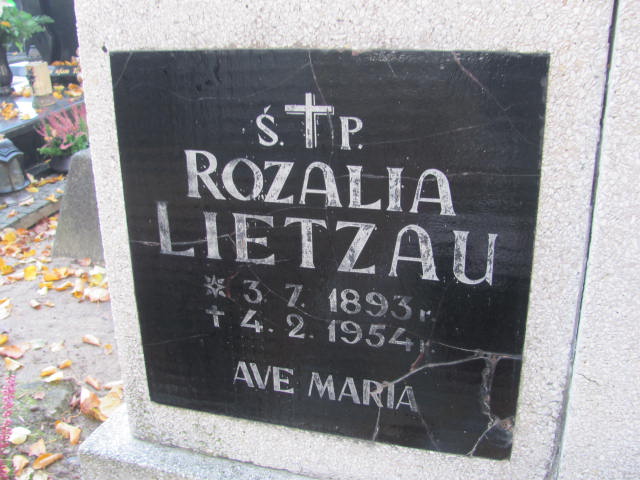 Ś. † P.
ROZALIA
LIETZAU
* 3. 7. 1893 r.
† 4. 2. 1954 r.
AVE MARIA